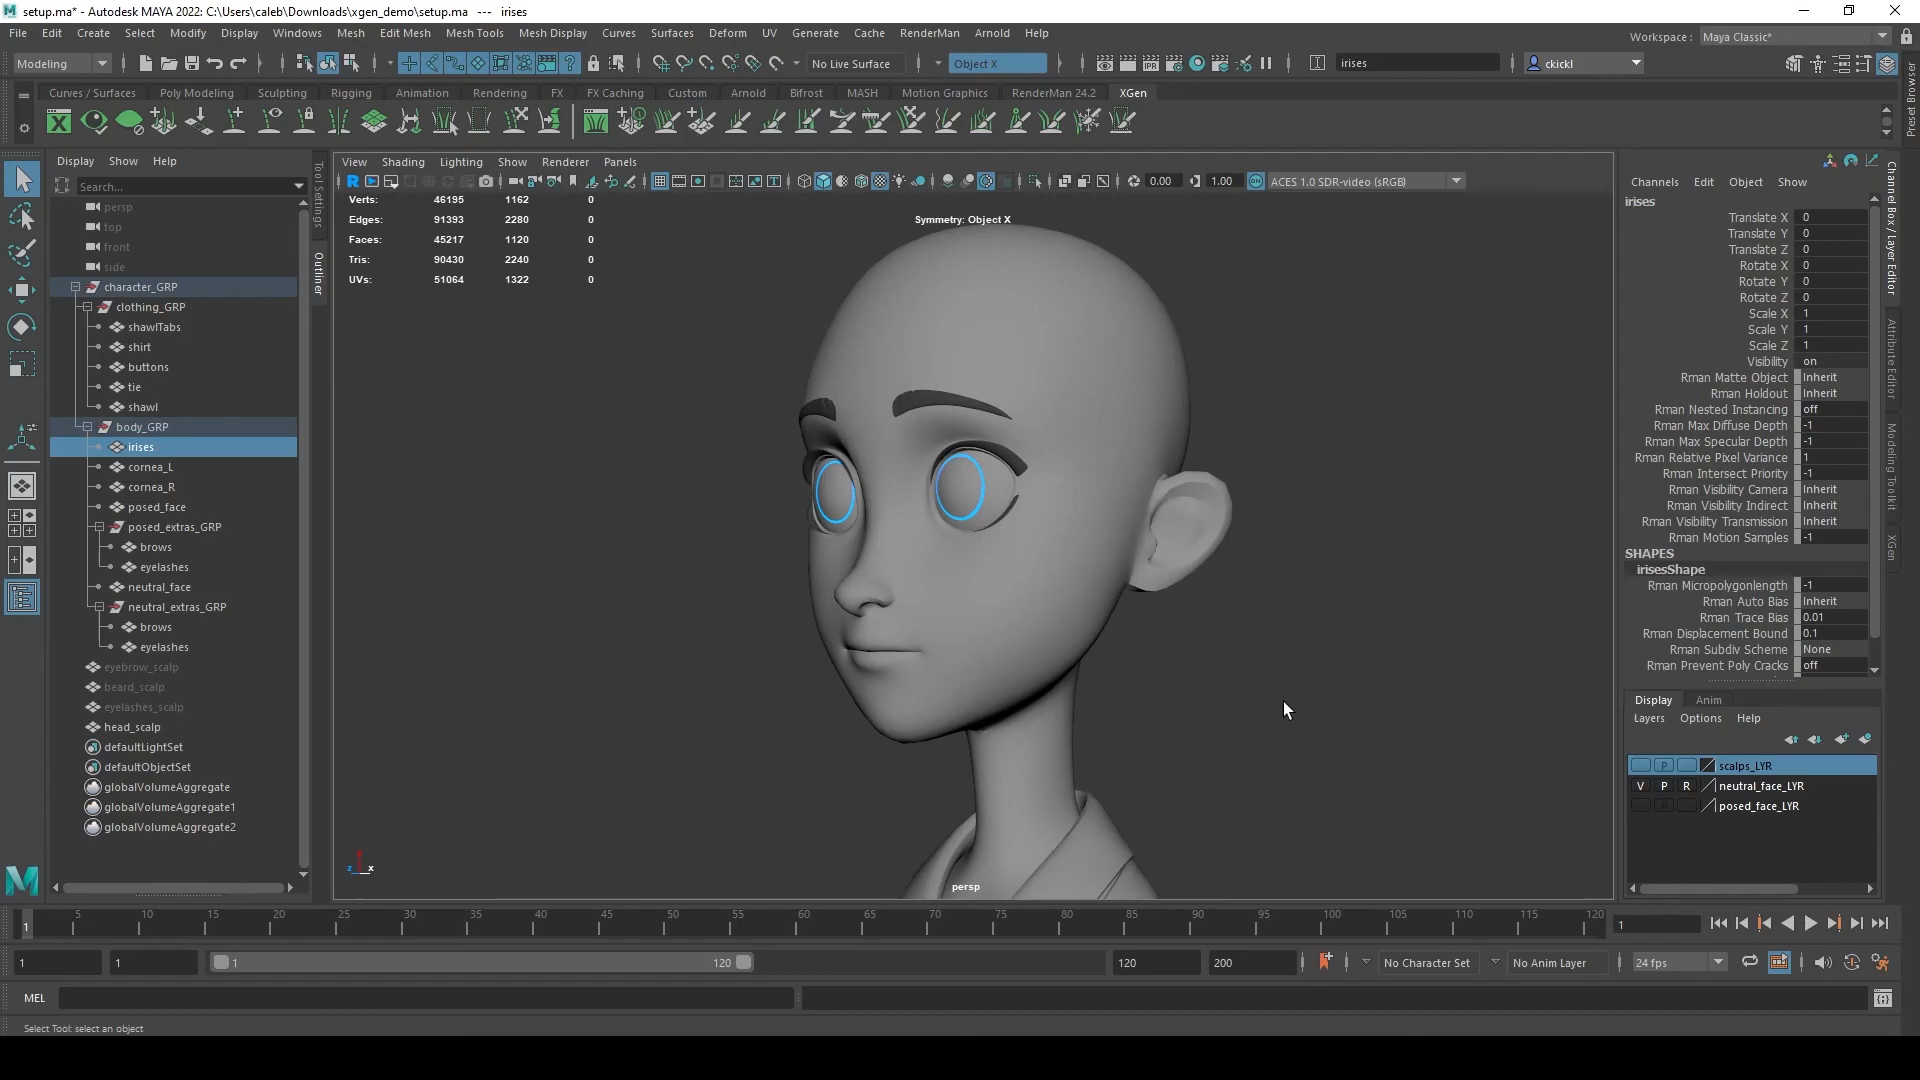 setup.ma* - Autodesk MAYA 2022: C:\Users\caleb\Downloads\xgen_demo\setup.ma --- irises
File Edit Create Select Modify Display Windows Mesh Edit Mesh Mesh Tools Mesh Display Curves Surfaces Deform UV Generate Cache RenderMan Arnold Help
Workspace : Maya Classic*
Modeling No Live Surface Object X irises ckickl
Curves / Surfaces Poly Modeling Sculpting Rigging Animation Rendering FX FX Caching Custom Arnold Bifrost MASH Motion Graphics RenderMan 24.2 XGen
Preset Browser
Display Show Help
Search...
persp
top
front
side
character_GRP
clothing_GRP
shawlTabs
shirt
buttons
tie
shawl
body_GRP
irises
cornea_L
cornea_R
posed_face
posed_extras_GRP
brows
eyelashes
neutral_face
neutral_extras_GRP
brows
eyelashes
eyebrow_scalp
beard_scalp
eyelashes_scalp
head_scalp
defaultLightSet
defaultObjectSet
globalVolumeAggregate
globalVolumeAggregate1
globalVolumeAggregate2
Tool Settings
Outliner
View Shading Lighting Show Renderer Panels
0.00 1.00 ACES 1.0 SDR-video (sRGB)
Verts: 46195 1162 0
Edges: 91393 2280 0
Faces: 45217 1120 0
Tris: 90430 2240 0
UVs: 51064 1322 0
Symmetry: Object X
z x
persp
Channels Edit Object Show
irises
Translate X 0
Translate Y 0
Translate Z 0
Rotate X 0
Rotate Y 0
Rotate Z 0
Scale X 1
Scale Y 1
Scale Z 1
Visibility on
Rman Matte Object Inherit
Rman Holdout Inherit
Rman Nested Instancing off
Rman Max Diffuse Depth -1
Rman Max Specular Depth -1
Rman Relative Pixel Variance 1
Rman Intersect Priority -1
Rman Visibility Camera Inherit
Rman Visibility Indirect Inherit
Rman Visibility Transmission Inherit
Rman Motion Samples -1
SHAPES
irisesShape
Rman Micropolygonlength -1
Rman Auto Bias Inherit
Rman Trace Bias 0.01
Rman Displacement Bound 0.1
Rman Subdiv Scheme None
Rman Prevent Poly Cracks off
Channel Box / Layer Editor
Attribute Editor
Modeling Toolkit
XGen
Display Anim
Layers Options Help
P scalps_LYR
V P R neutral_face_LYR
P posed_face_LYR
1 5 10 15 20 25 30 35 40 45 50 55 60 65 70 75 80 85 90 95 100 105 110 115 120
1
1 1 1 120 120 200 No Character Set No Anim Layer 24 fps
MEL
Select Tool: select an object